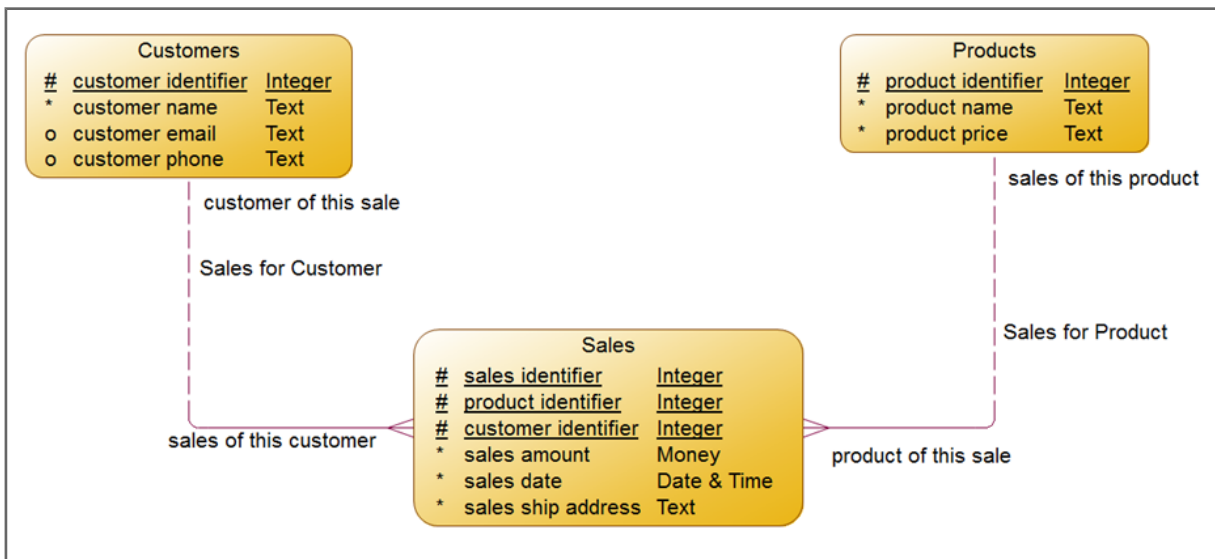 Customers
# customer identifier Integer
* customer name Text
o customer email Text
o customer phone Text
Products
# product identifier Integer
* product name Text
* product price Text
customer of this sale
sales of this product
Sales for Customer
Sales for Product
Sales
# sales identifier Integer
# product identifier Integer
# customer identifier Integer
* sales amount Money
* sales date Date & Time
* sales ship address Text
sales of this customer
product of this sale